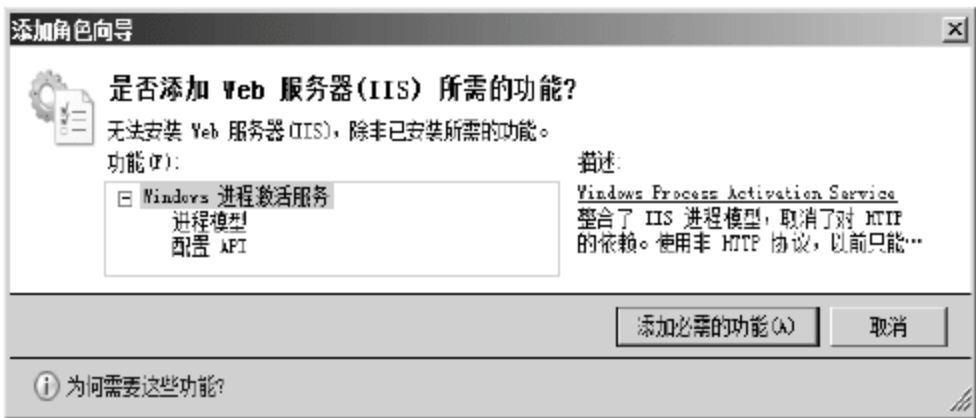 添加角色向导
是否添加 Web 服务器(IIS) 所需的功能?
无法安装 Web 服务器(IIS)，除非已安装所需的功能。
功能(F):
描述:
Windows 进程激活服务
进程模型
配置 API
Windows Process Activation Service
整合了 IIS 进程模型，取消了对 HTTP
的依赖。使用非 HTTP 协议，以前只能…
添加必需的功能(A)
取消
为何需要这些功能?